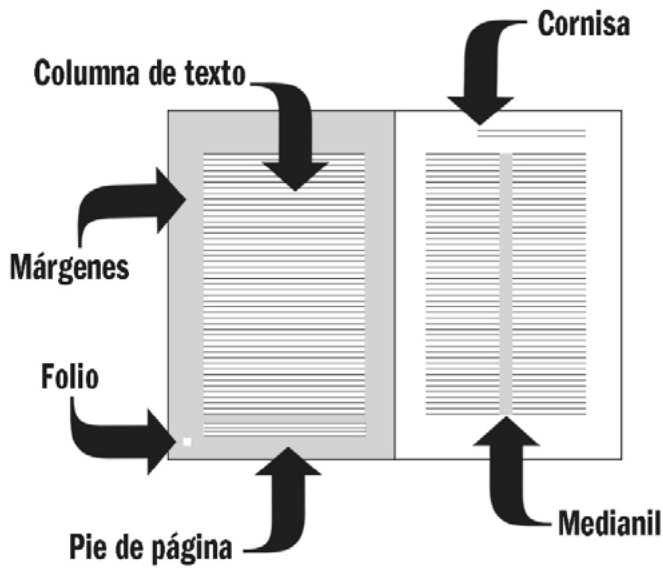 Cornisa
Columna de texto
Márgenes
Folio
Medianil
Pie de página